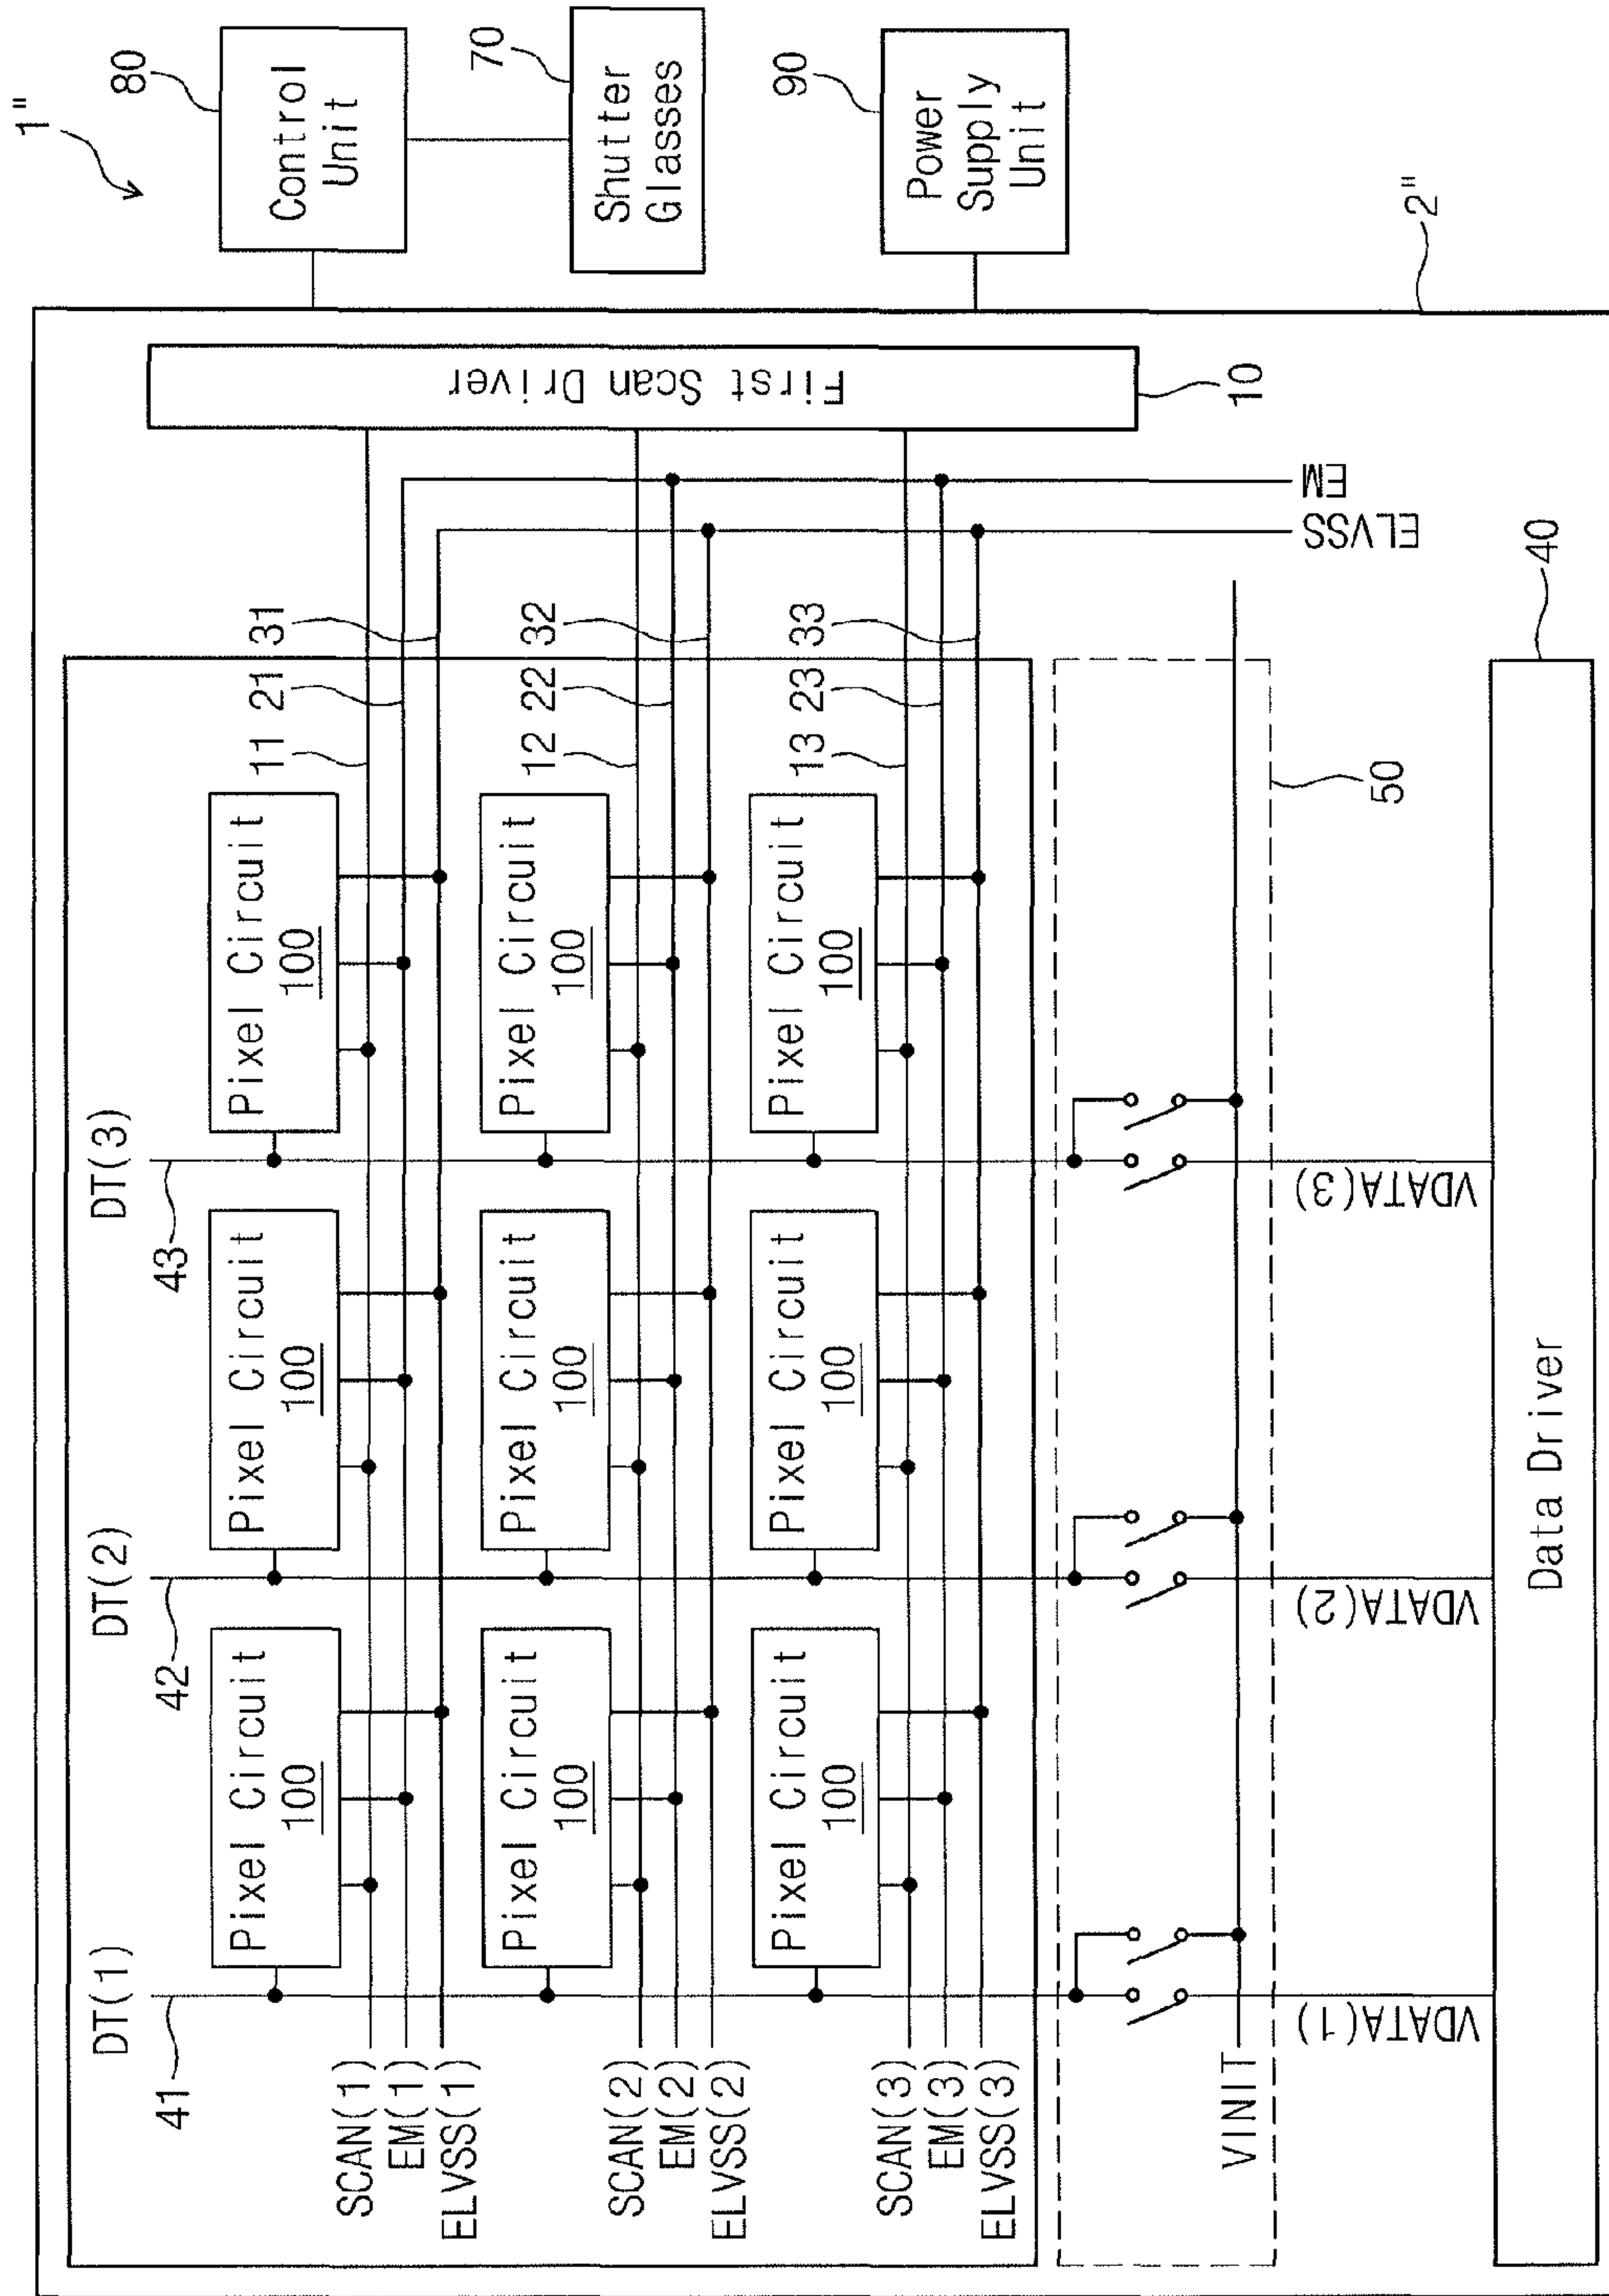 1"
80
Control
Unit
70
Shutter
Glasses
90
Power
Supply
Unit
2"
First Scan Driver
10
EM
ELVSS
DT(1)
41
DT(2)
42
DT(3)
43
Pixel Circuit
100
Pixel Circuit
100
Pixel Circuit
100
11
21
31
SCAN(1)
EM(1)
ELVSS(1)
Pixel Circuit
100
Pixel Circuit
100
Pixel Circuit
100
12
22
32
SCAN(2)
EM(2)
ELVSS(2)
Pixel Circuit
100
Pixel Circuit
100
Pixel Circuit
100
13
23
33
SCAN(3)
EM(3)
ELVSS(3)
50
VINIT
VDATA(1)
VDATA(2)
VDATA(3)
40
Data Driver